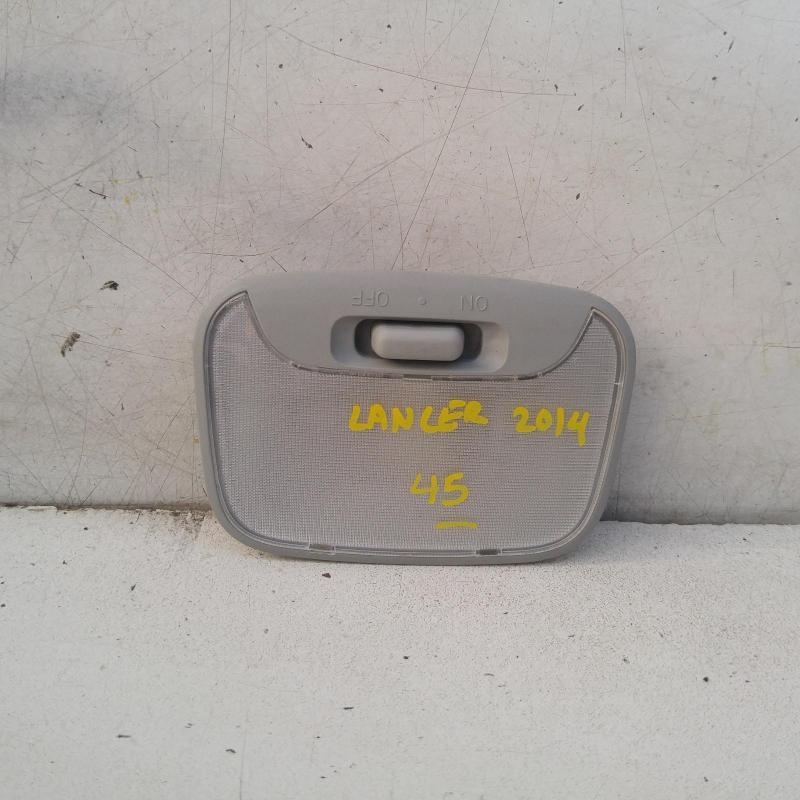 OFF · ON
LANCER 2014
45